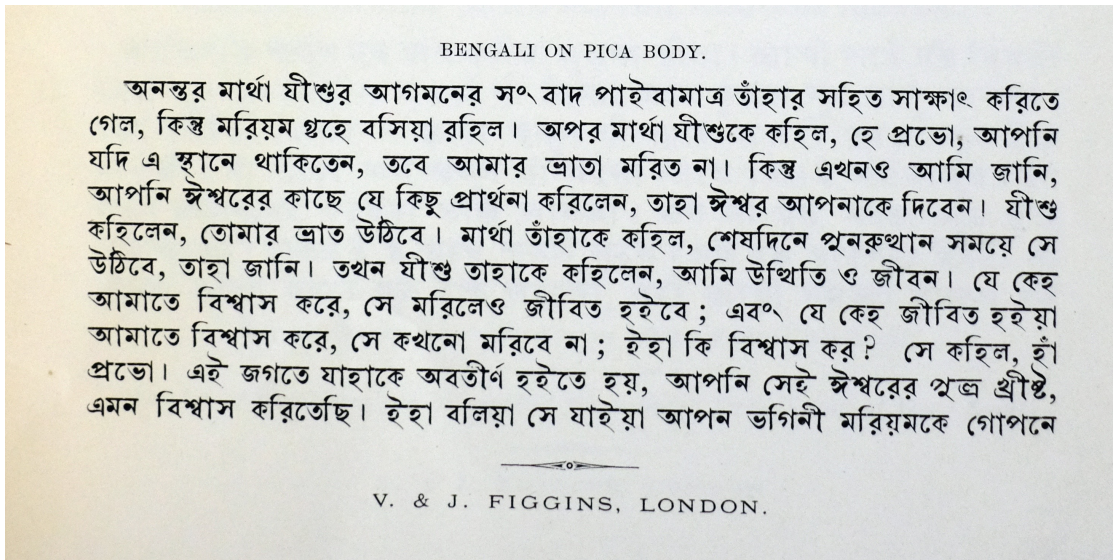 BENGALI ON PICA BODY.
অনন্তর মার্থা যীশুর আগমনের সংবাদ পাইবামাত্র তাঁহার সহিত সাক্ষাৎ করিতে
গেল, কিন্তু মরিয়ম গৃহে বসিয়া রহিল। অপর মার্থা যীশুকে কহিল, হে প্রভো, আপনি
যদি এ স্থানে থাকিতেন, তবে আমার ভ্রাতা মরিত না। কিন্তু এখনও আমি জানি,
আপনি ঈশ্বরের কাছে যে কিছু প্রার্থনা করিলেন, তাহা ঈশ্বর আপনাকে দিবেন। যীশু
কহিলেন, তোমার ভ্রাত উঠিবে। মার্থা তাঁহাকে কহিল, শেষদিনে পুনরুত্থান সময়ে সে
উঠিবে, তাহা জানি। তখন যীশু তাহাকে কহিলেন, আমি উত্থিতি ও জীবন। যে কেহ
আমাতে বিশ্বাস করে, সে মরিলেও জীবিত হইবে; এবং যে কেহ জীবিত হইয়া
আমাতে বিশ্বাস করে, সে কখনো মরিবে না; ইহা কি বিশ্বাস কর? সে কহিল, হাঁ
প্রভো। এই জগতে যাহাকে অবতীর্ণ হইতে হয়, আপনি সেই ঈশ্বরের পুত্ত্র খ্রীষ্ট,
এমন বিশ্বাস করিতেছি। ইহা বলিয়া সে যাইয়া আপন ভগিনী মরিয়মকে গোপনে
V. & J. FIGGINS, LONDON.